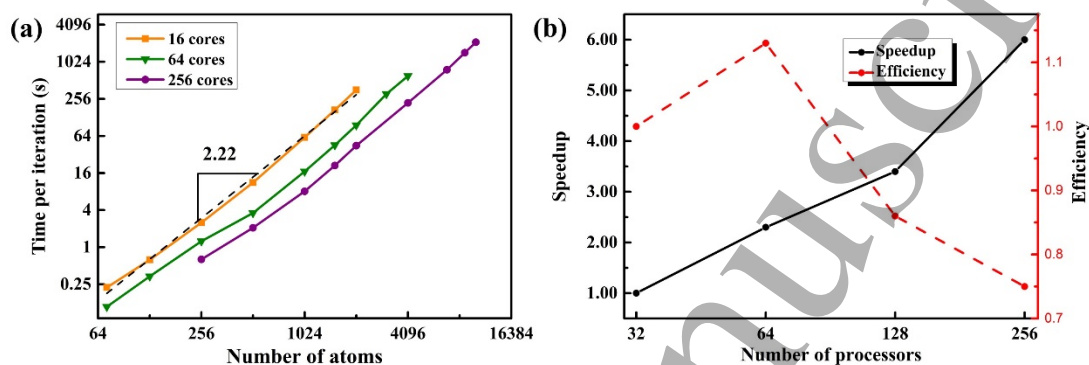 (a)
16 cores
64 cores
256 cores
2.22
Time per iteration (s)
4096
1024
256
64
16
4
1
0.25
64
256
1024
4096
16384
Number of atoms
(b)
Speedup
Efficiency
Speedup
6.00
5.00
4.00
3.00
2.00
1.00
32
64
128
256
Number of processors
1.1
1.0
0.9
0.8
0.7
Efficiency
nuscri